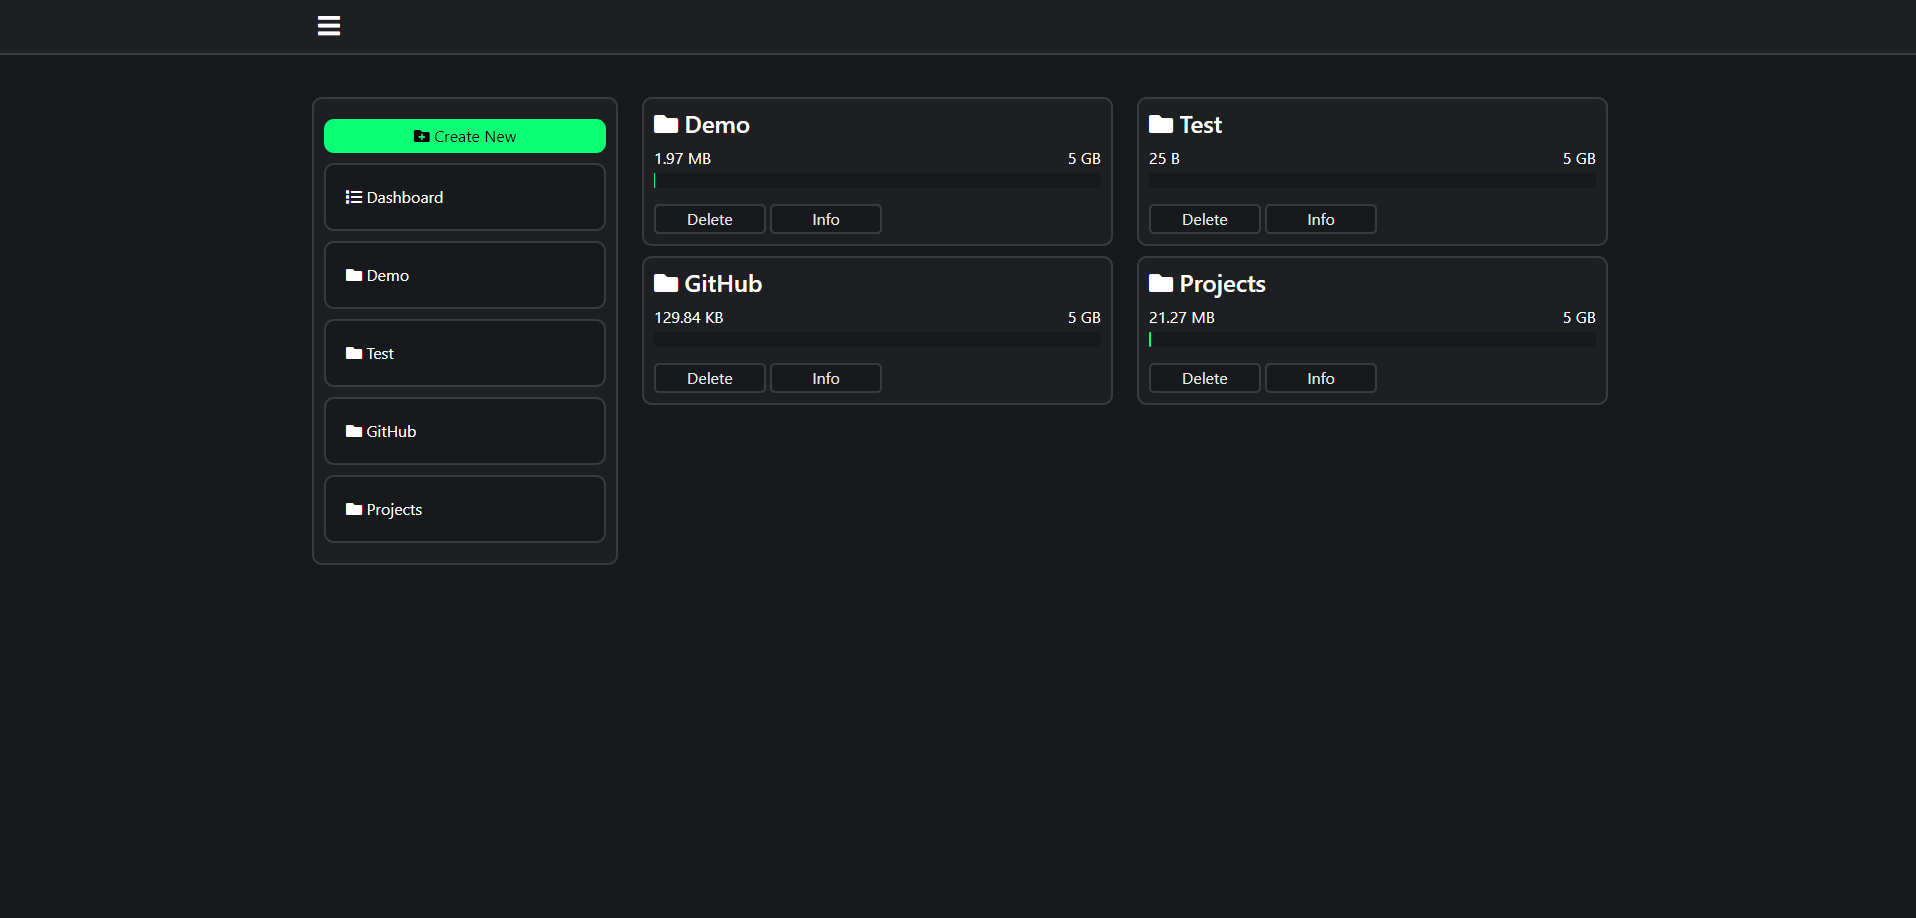 Create New
Dashboard
Demo
Test
GitHub
Projects
Demo
1.97 MB 5 GB
Delete Info
Test
25 B 5 GB
Delete Info
GitHub
129.84 KB 5 GB
Delete Info
Projects
21.27 MB 5 GB
Delete Info